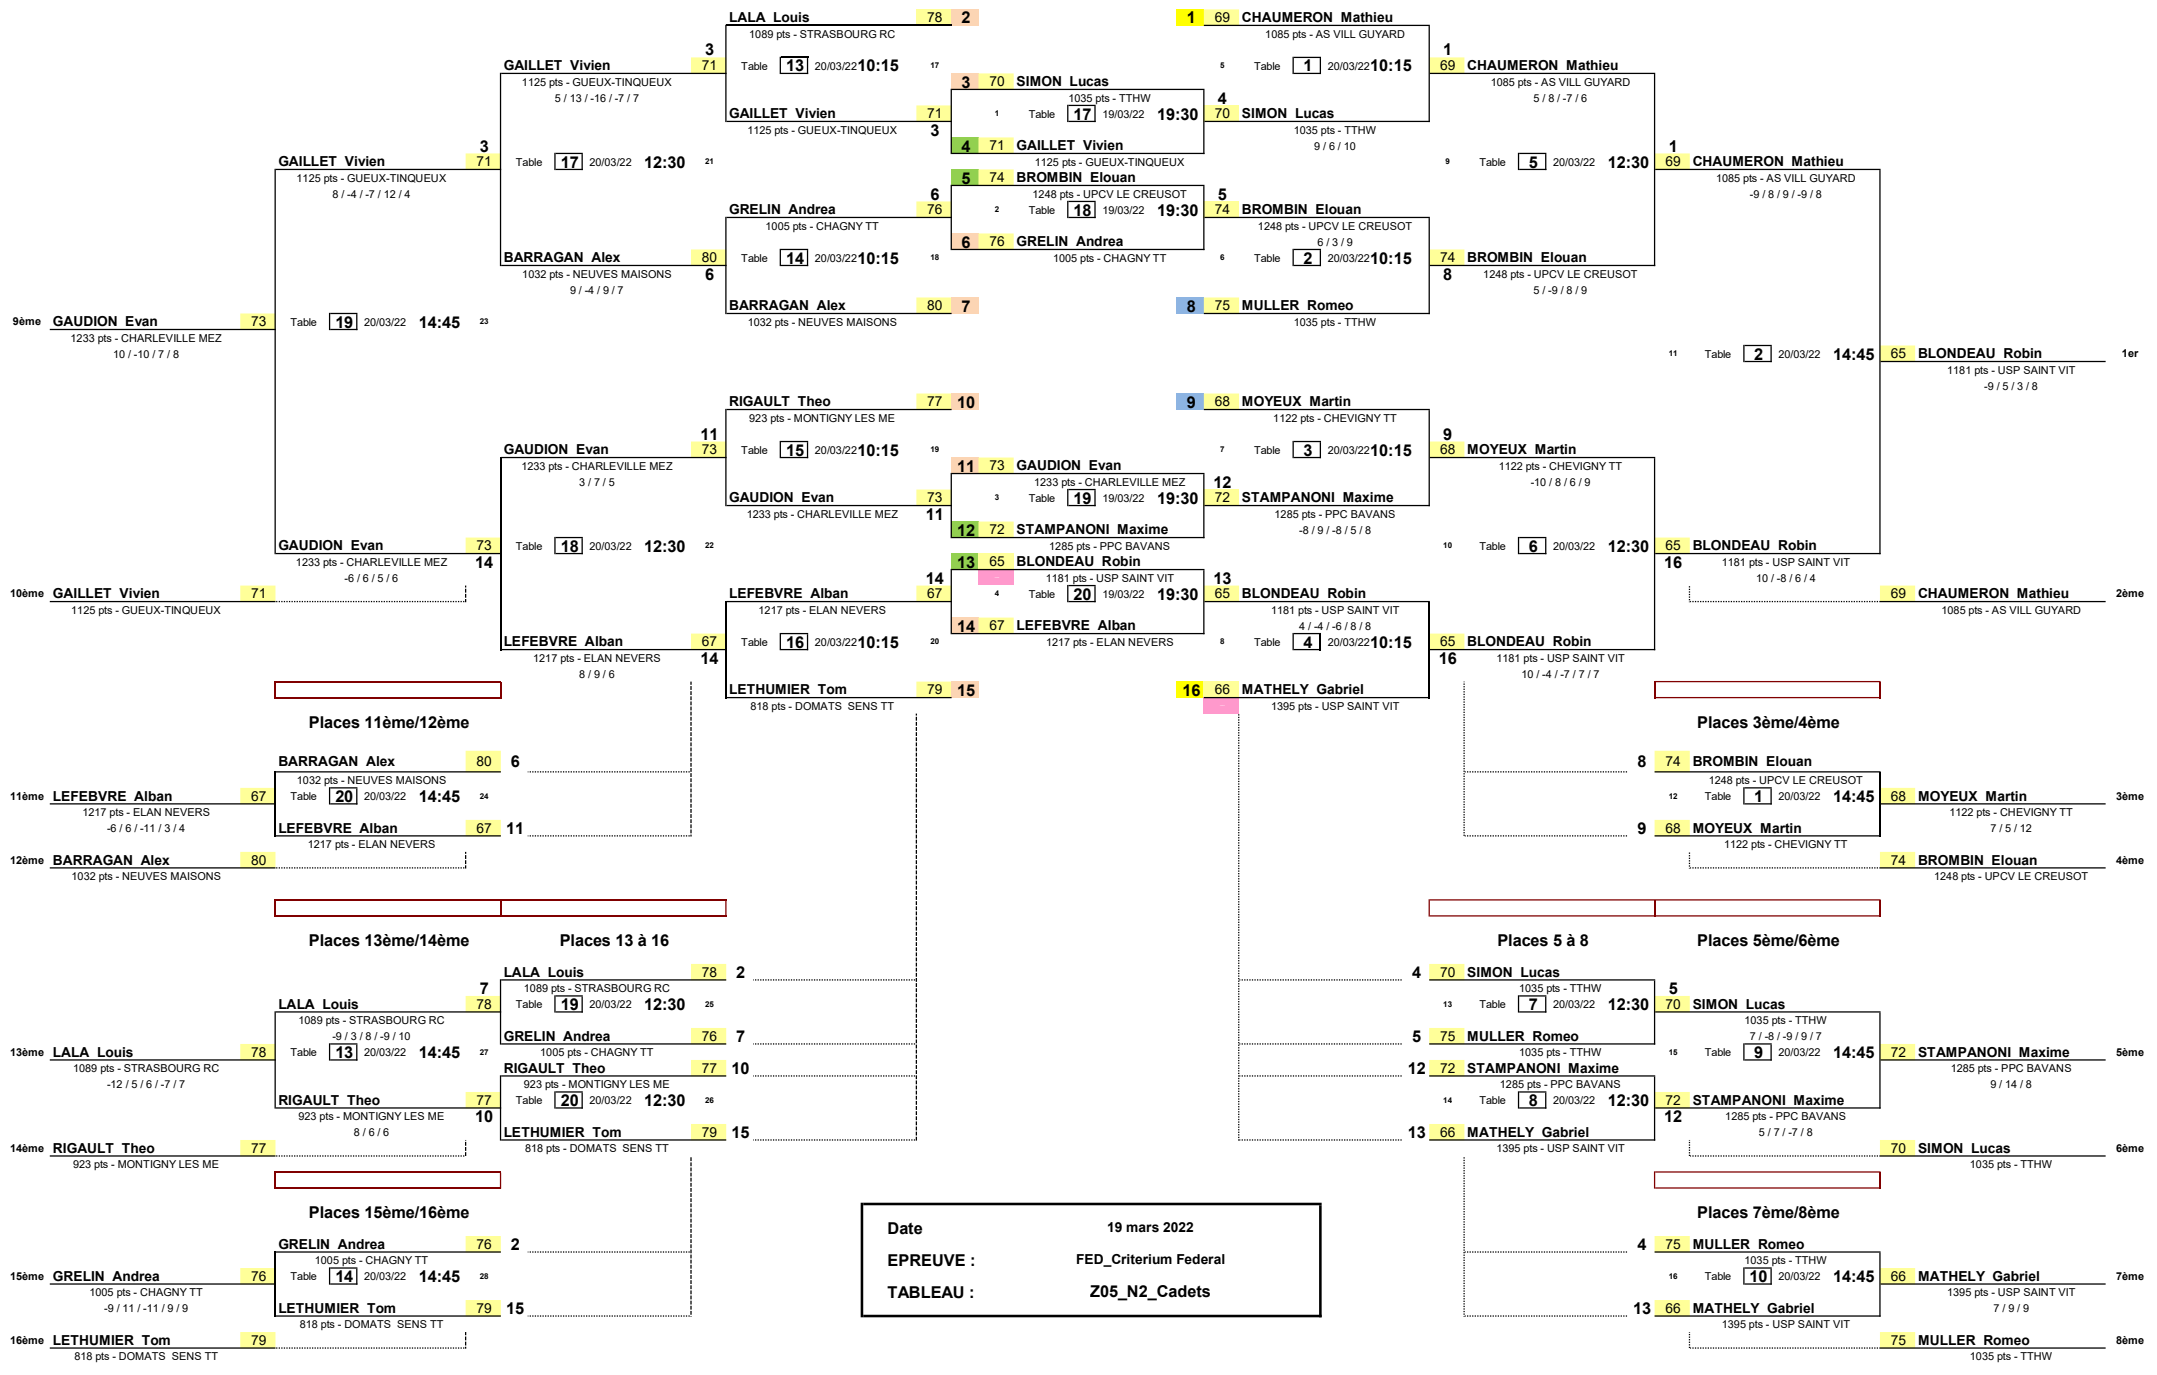 LALA Louis 78 2
1089 pts - STRASBOURG RC
3
GAILLET Vivien 71
1125 pts - GUEUX-TINQUEUX
5 / 13 / -16 / -7 / 7
Table 13 20/03/22 10:15 17
GAILLET Vivien 71
1125 pts - GUEUX-TINQUEUX 3
3
GAILLET Vivien 71
1125 pts - GUEUX-TINQUEUX
8 / -4 / -7 / 12 / 4
Table 17 20/03/22 12:30 21
GRELIN Andrea 76
6
1005 pts - CHAGNY TT
BARRAGAN Alex 80
1032 pts - NEUVES MAISONS 6
9 / -4 / 9 / 7
Table 14 20/03/22 10:15 18
BARRAGAN Alex 80 7
1032 pts - NEUVES MAISONS
9ème GAUDION Evan 73
1233 pts - CHARLEVILLE MEZ
10 / -10 / 7 / 8
Table 19 20/03/22 14:45 23
RIGAULT Theo 77 10
923 pts - MONTIGNY LES ME
11
GAUDION Evan 73
1233 pts - CHARLEVILLE MEZ
3 / 7 / 5
Table 15 20/03/22 10:15 19
GAUDION Evan 73
1233 pts - CHARLEVILLE MEZ 11
GAUDION Evan 73
1233 pts - CHARLEVILLE MEZ 14
-6 / 6 / 5 / 6
Table 18 20/03/22 12:30 22
10ème GAILLET Vivien 71
1125 pts - GUEUX-TINQUEUX
14
LEFEBVRE Alban 67
1217 pts - ELAN NEVERS
LEFEBVRE Alban 67
1217 pts - ELAN NEVERS 14
8 / 9 / 6
Table 16 20/03/22 10:15 20
LETHUMIER Tom 79 15
818 pts - DOMATS SENS TT
3 70 SIMON Lucas
1035 pts - TTHW
1 Table 17 19/03/22 19:30
4 71 GAILLET Vivien
1125 pts - GUEUX-TINQUEUX
5 74 BROMBIN Elouan
1248 pts - UPCV LE CREUSOT
2 Table 18 19/03/22 19:30
6 76 GRELIN Andrea
1005 pts - CHAGNY TT
11 73 GAUDION Evan
1233 pts - CHARLEVILLE MEZ
3 Table 19 19/03/22 19:30
12 72 STAMPANONI Maxime
1285 pts - PPC BAVANS
13 65 BLONDEAU Robin
1181 pts - USP SAINT VIT
4 Table 20 19/03/22 19:30
14 67 LEFEBVRE Alban
1217 pts - ELAN NEVERS
1 69 CHAUMERON Mathieu
1085 pts - AS VILL GUYARD
5 Table 1 20/03/22 10:15
4
70 SIMON Lucas
1035 pts - TTHW
9 / 6 / 10
5
74 BROMBIN Elouan
1248 pts - UPCV LE CREUSOT
6 / 3 / 9
6 Table 2 20/03/22 10:15
8 75 MULLER Romeo
1035 pts - TTHW
9 68 MOYEUX Martin
1122 pts - CHEVIGNY TT
7 Table 3 20/03/22 10:15
12
72 STAMPANONI Maxime
1285 pts - PPC BAVANS
-8 / 9 / -8 / 5 / 8
13
65 BLONDEAU Robin
1181 pts - USP SAINT VIT
4 / -4 / -6 / 8 / 8
8 Table 4 20/03/22 10:15
16 66 MATHELY Gabriel
1395 pts - USP SAINT VIT
1
69 CHAUMERON Mathieu
1085 pts - AS VILL GUYARD
5 / 8 / -7 / 6
9 Table 5 20/03/22 12:30
74 BROMBIN Elouan
8 1248 pts - UPCV LE CREUSOT
5 / -9 / 8 / 9
9
68 MOYEUX Martin
1122 pts - CHEVIGNY TT
-10 / 8 / 6 / 9
10 Table 6 20/03/22 12:30
65 BLONDEAU Robin
16 1181 pts - USP SAINT VIT
10 / -4 / -7 / 7 / 7
1
69 CHAUMERON Mathieu
1085 pts - AS VILL GUYARD
-9 / 8 / 9 / -9 / 8
11 Table 2 20/03/22 14:45
65 BLONDEAU Robin 1er
1181 pts - USP SAINT VIT
-9 / 5 / 3 / 8
65 BLONDEAU Robin
16 1181 pts - USP SAINT VIT
10 / -8 / 6 / 4
69 CHAUMERON Mathieu 2ème
1085 pts - AS VILL GUYARD
Places 11ème/12ème
BARRAGAN Alex 80 6
1032 pts - NEUVES MAISONS
11ème LEFEBVRE Alban 67
1217 pts - ELAN NEVERS
-6 / 6 / -11 / 3 / 4
Table 20 20/03/22 14:45 24
LEFEBVRE Alban 67 11
1217 pts - ELAN NEVERS
12ème BARRAGAN Alex 80
1032 pts - NEUVES MAISONS
Places 3ème/4ème
8 74 BROMBIN Elouan
1248 pts - UPCV LE CREUSOT
12 Table 1 20/03/22 14:45
68 MOYEUX Martin 3ème
1122 pts - CHEVIGNY TT
7 / 5 / 12
9 68 MOYEUX Martin
1122 pts - CHEVIGNY TT
74 BROMBIN Elouan 4ème
1248 pts - UPCV LE CREUSOT
Places 13ème/14ème
Places 13 à 16
LALA Louis 78 2
1089 pts - STRASBOURG RC
7
LALA Louis 78
1089 pts - STRASBOURG RC
-9 / 3 / 8 / -9 / 10
Table 19 20/03/22 12:30 25
GRELIN Andrea 76 7
1005 pts - CHAGNY TT
13ème LALA Louis 78
1089 pts - STRASBOURG RC
-12 / 5 / 6 / -7 / 7
Table 13 20/03/22 14:45 27
RIGAULT Theo 77 10
923 pts - MONTIGNY LES ME
RIGAULT Theo 77
923 pts - MONTIGNY LES ME 10
8 / 6 / 6
Table 20 20/03/22 12:30 26
LETHUMIER Tom 79 15
818 pts - DOMATS SENS TT
14ème RIGAULT Theo 77
923 pts - MONTIGNY LES ME
Places 5 à 8
Places 5ème/6ème
4 70 SIMON Lucas
1035 pts - TTHW
13 Table 7 20/03/22 12:30
5 75 MULLER Romeo
1035 pts - TTHW
12 72 STAMPANONI Maxime
1285 pts - PPC BAVANS
14 Table 8 20/03/22 12:30
13 66 MATHELY Gabriel
1395 pts - USP SAINT VIT
5
70 SIMON Lucas
1035 pts - TTHW
7 / -8 / -9 / 9 / 7
15 Table 9 20/03/22 14:45
72 STAMPANONI Maxime 5ème
1285 pts - PPC BAVANS
9 / 14 / 8
72 STAMPANONI Maxime
12 1285 pts - PPC BAVANS
5 / 7 / -7 / 8
70 SIMON Lucas 6ème
1035 pts - TTHW
Places 15ème/16ème
GRELIN Andrea 76 2
1005 pts - CHAGNY TT
15ème GRELIN Andrea 76
1005 pts - CHAGNY TT
-9 / 11 / -11 / 9 / 9
Table 14 20/03/22 14:45 28
LETHUMIER Tom 79 15
818 pts - DOMATS SENS TT
16ème LETHUMIER Tom 79
818 pts - DOMATS SENS TT
Date 19 mars 2022
EPREUVE : FED_Criterium Federal
TABLEAU : Z05_N2_Cadets
Places 7ème/8ème
4 75 MULLER Romeo
1035 pts - TTHW
16 Table 10 20/03/22 14:45
66 MATHELY Gabriel 7ème
1395 pts - USP SAINT VIT
7 / 9 / 9
13 66 MATHELY Gabriel
1395 pts - USP SAINT VIT
75 MULLER Romeo 8ème
1035 pts - TTHW